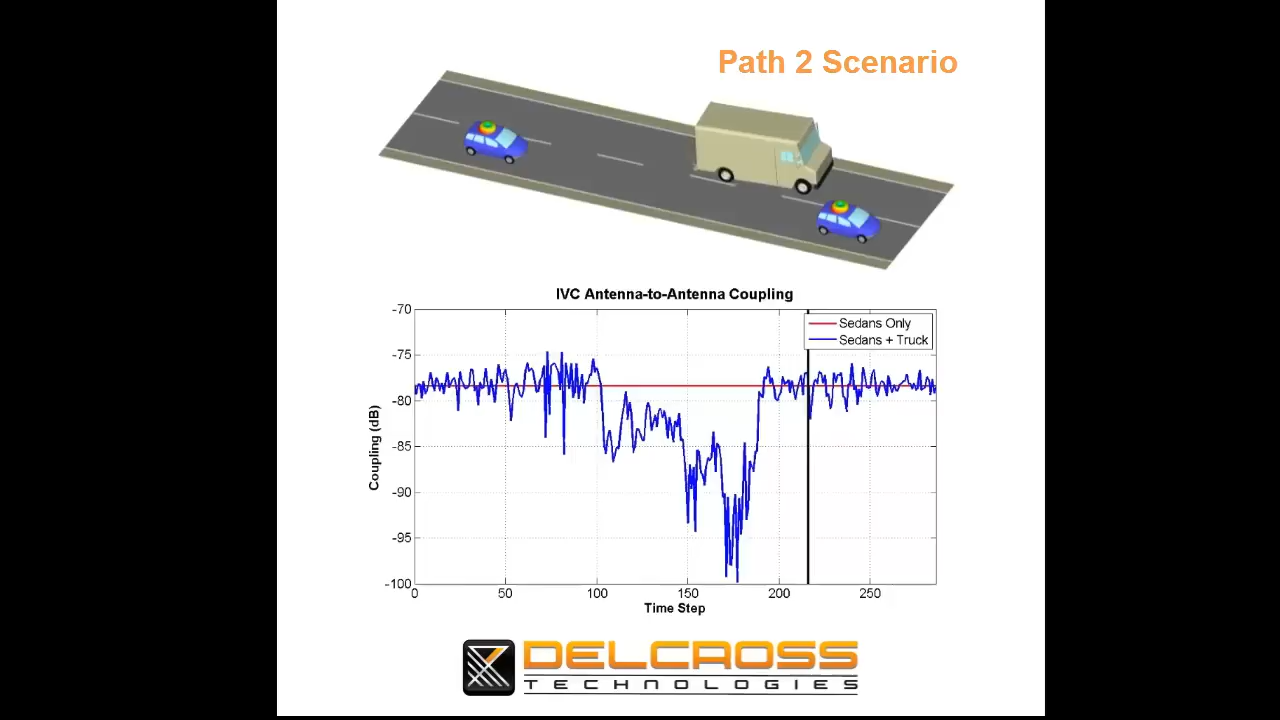 Path 2 Scenario
IVC Antenna-to-Antenna Coupling
Sedans Only
Sedans + Truck
-70
-75
-80
-85
-90
-95
-100
Coupling (dB)
0 50 100 150 200 250
Time Step
DELCROSS
TECHNOLOGIES